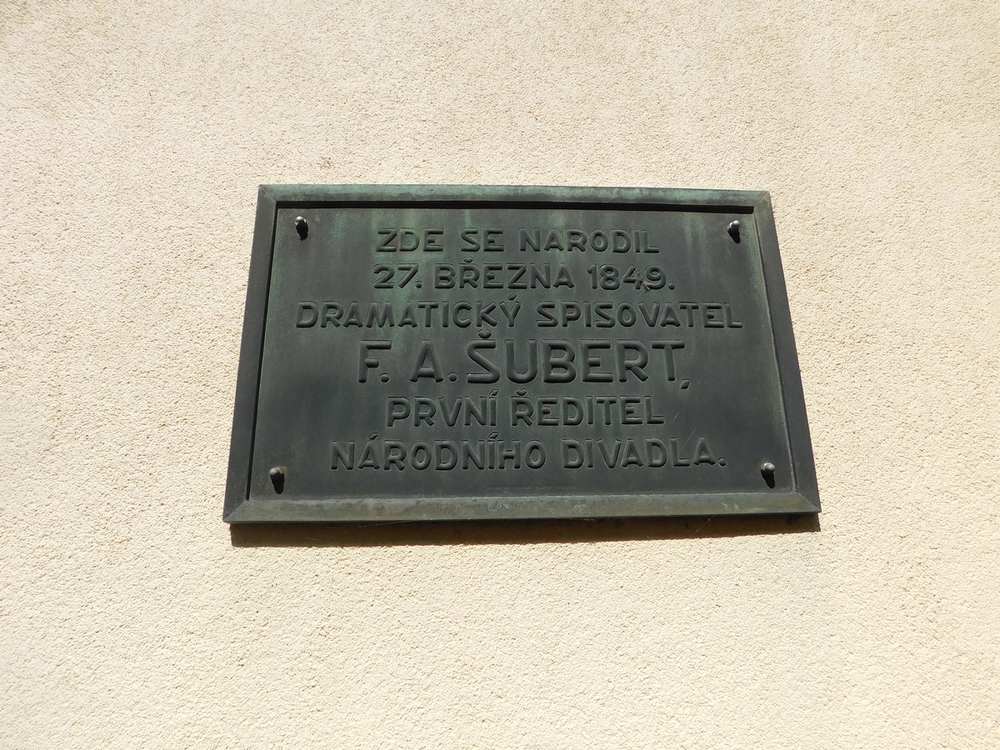 ZDE SE NARODIL
27. BŘEZNA 1849.
DRAMATICKÝ SPISOVATEL
F. A. ŠUBERT,
PRVNÍ ŘEDITEL
NÁRODNÍHO DIVADLA.